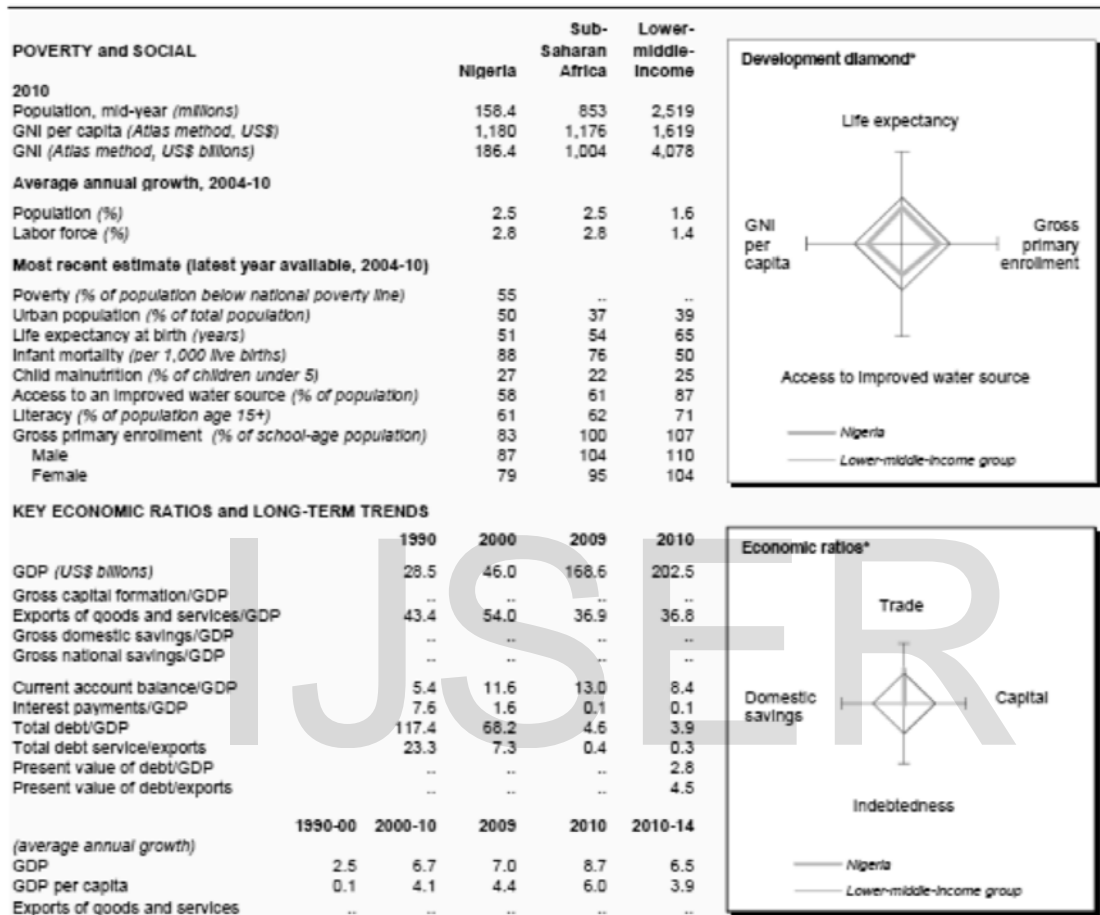 POVERTY and SOCIAL Nigeria Sub-Saharan Africa Lower-middle-income
2010
Population, mid-year (millions) 158.4 853 2,519
GNI per capita (Atlas method, US$) 1,180 1,176 1,619
GNI (Atlas method, US$ billions) 186.4 1,004 4,078
Average annual growth, 2004-10
Population (%) 2.5 2.5 1.6
Labor force (%) 2.8 2.8 1.4
Most recent estimate (latest year available, 2004-10)
Poverty (% of population below national poverty line) 55 .. ..
Urban population (% of total population) 50 37 39
Life expectancy at birth (years) 51 54 65
Infant mortality (per 1,000 live births) 88 76 50
Child malnutrition (% of children under 5) 27 22 25
Access to an improved water source (% of population) 58 61 87
Literacy (% of population age 15+) 61 62 71
Gross primary enrollment (% of school-age population) 83 100 107
Male 87 104 110
Female 79 95 104
Development diamond*
Life expectancy
GNI per capita
Gross primary enrollment
Access to improved water source
Nigeria
Lower-middle-income group
KEY ECONOMIC RATIOS and LONG-TERM TRENDS
1990 2000 2009 2010
GDP (US$ billions) 28.5 46.0 168.6 202.5
Gross capital formation/GDP .. .. .. ..
Exports of goods and services/GDP 43.4 54.0 36.9 36.8
Gross domestic savings/GDP .. .. .. ..
Gross national savings/GDP .. .. .. ..
Current account balance/GDP 5.4 11.6 13.0 8.4
Interest payments/GDP 7.6 1.6 0.1 0.1
Total debt/GDP 117.4 68.2 4.6 3.9
Total debt service/exports 23.3 7.3 0.4 0.3
Present value of debt/GDP .. .. .. 2.8
Present value of debt/exports .. .. .. 4.5
1990-00 2000-10 2009 2010 2010-14
(average annual growth)
GDP 2.5 6.7 7.0 8.7 6.5
GDP per capita 0.1 4.1 4.4 6.0 3.9
Exports of goods and services .. .. .. .. ..
Economic ratios*
Trade
Domestic savings
Capital
Indebtedness
Nigeria
Lower-middle-income group
IJSER